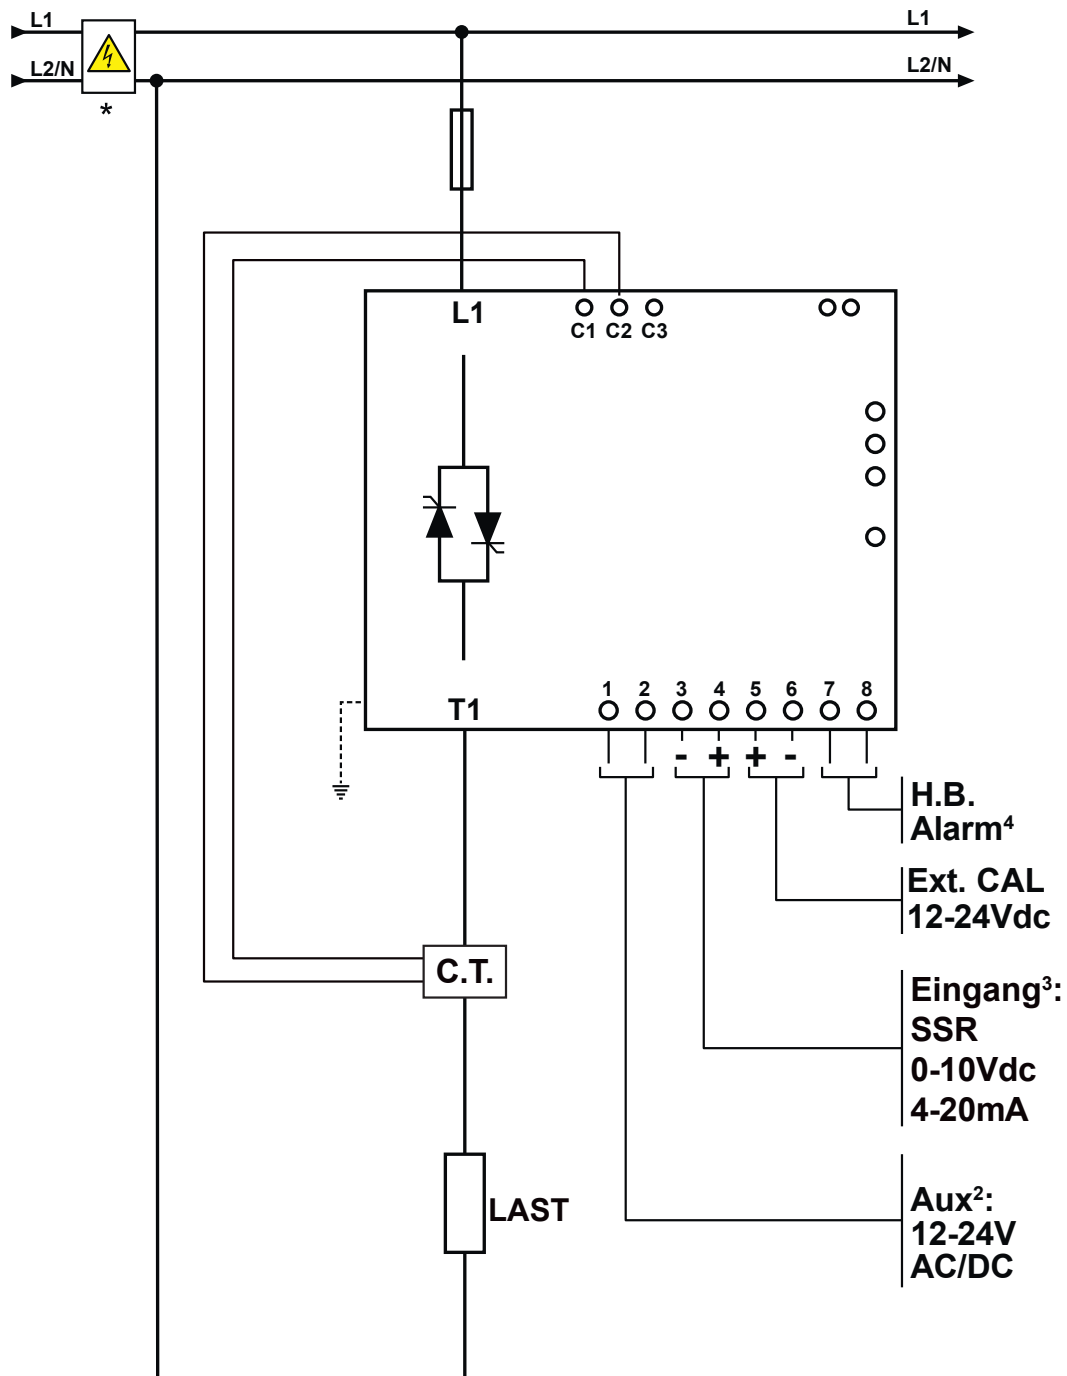 L1
L1
L2/N
L2/N
*
L1
C1 C2 C3
T1
1 2 3 4 5 6 7 8
- + + -
H.B.
Alarm⁴
Ext. CAL
12-24Vdc
C.T.
Eingang³:
SSR
0-10Vdc
4-20mA
LAST
Aux²:
12-24V
AC/DC